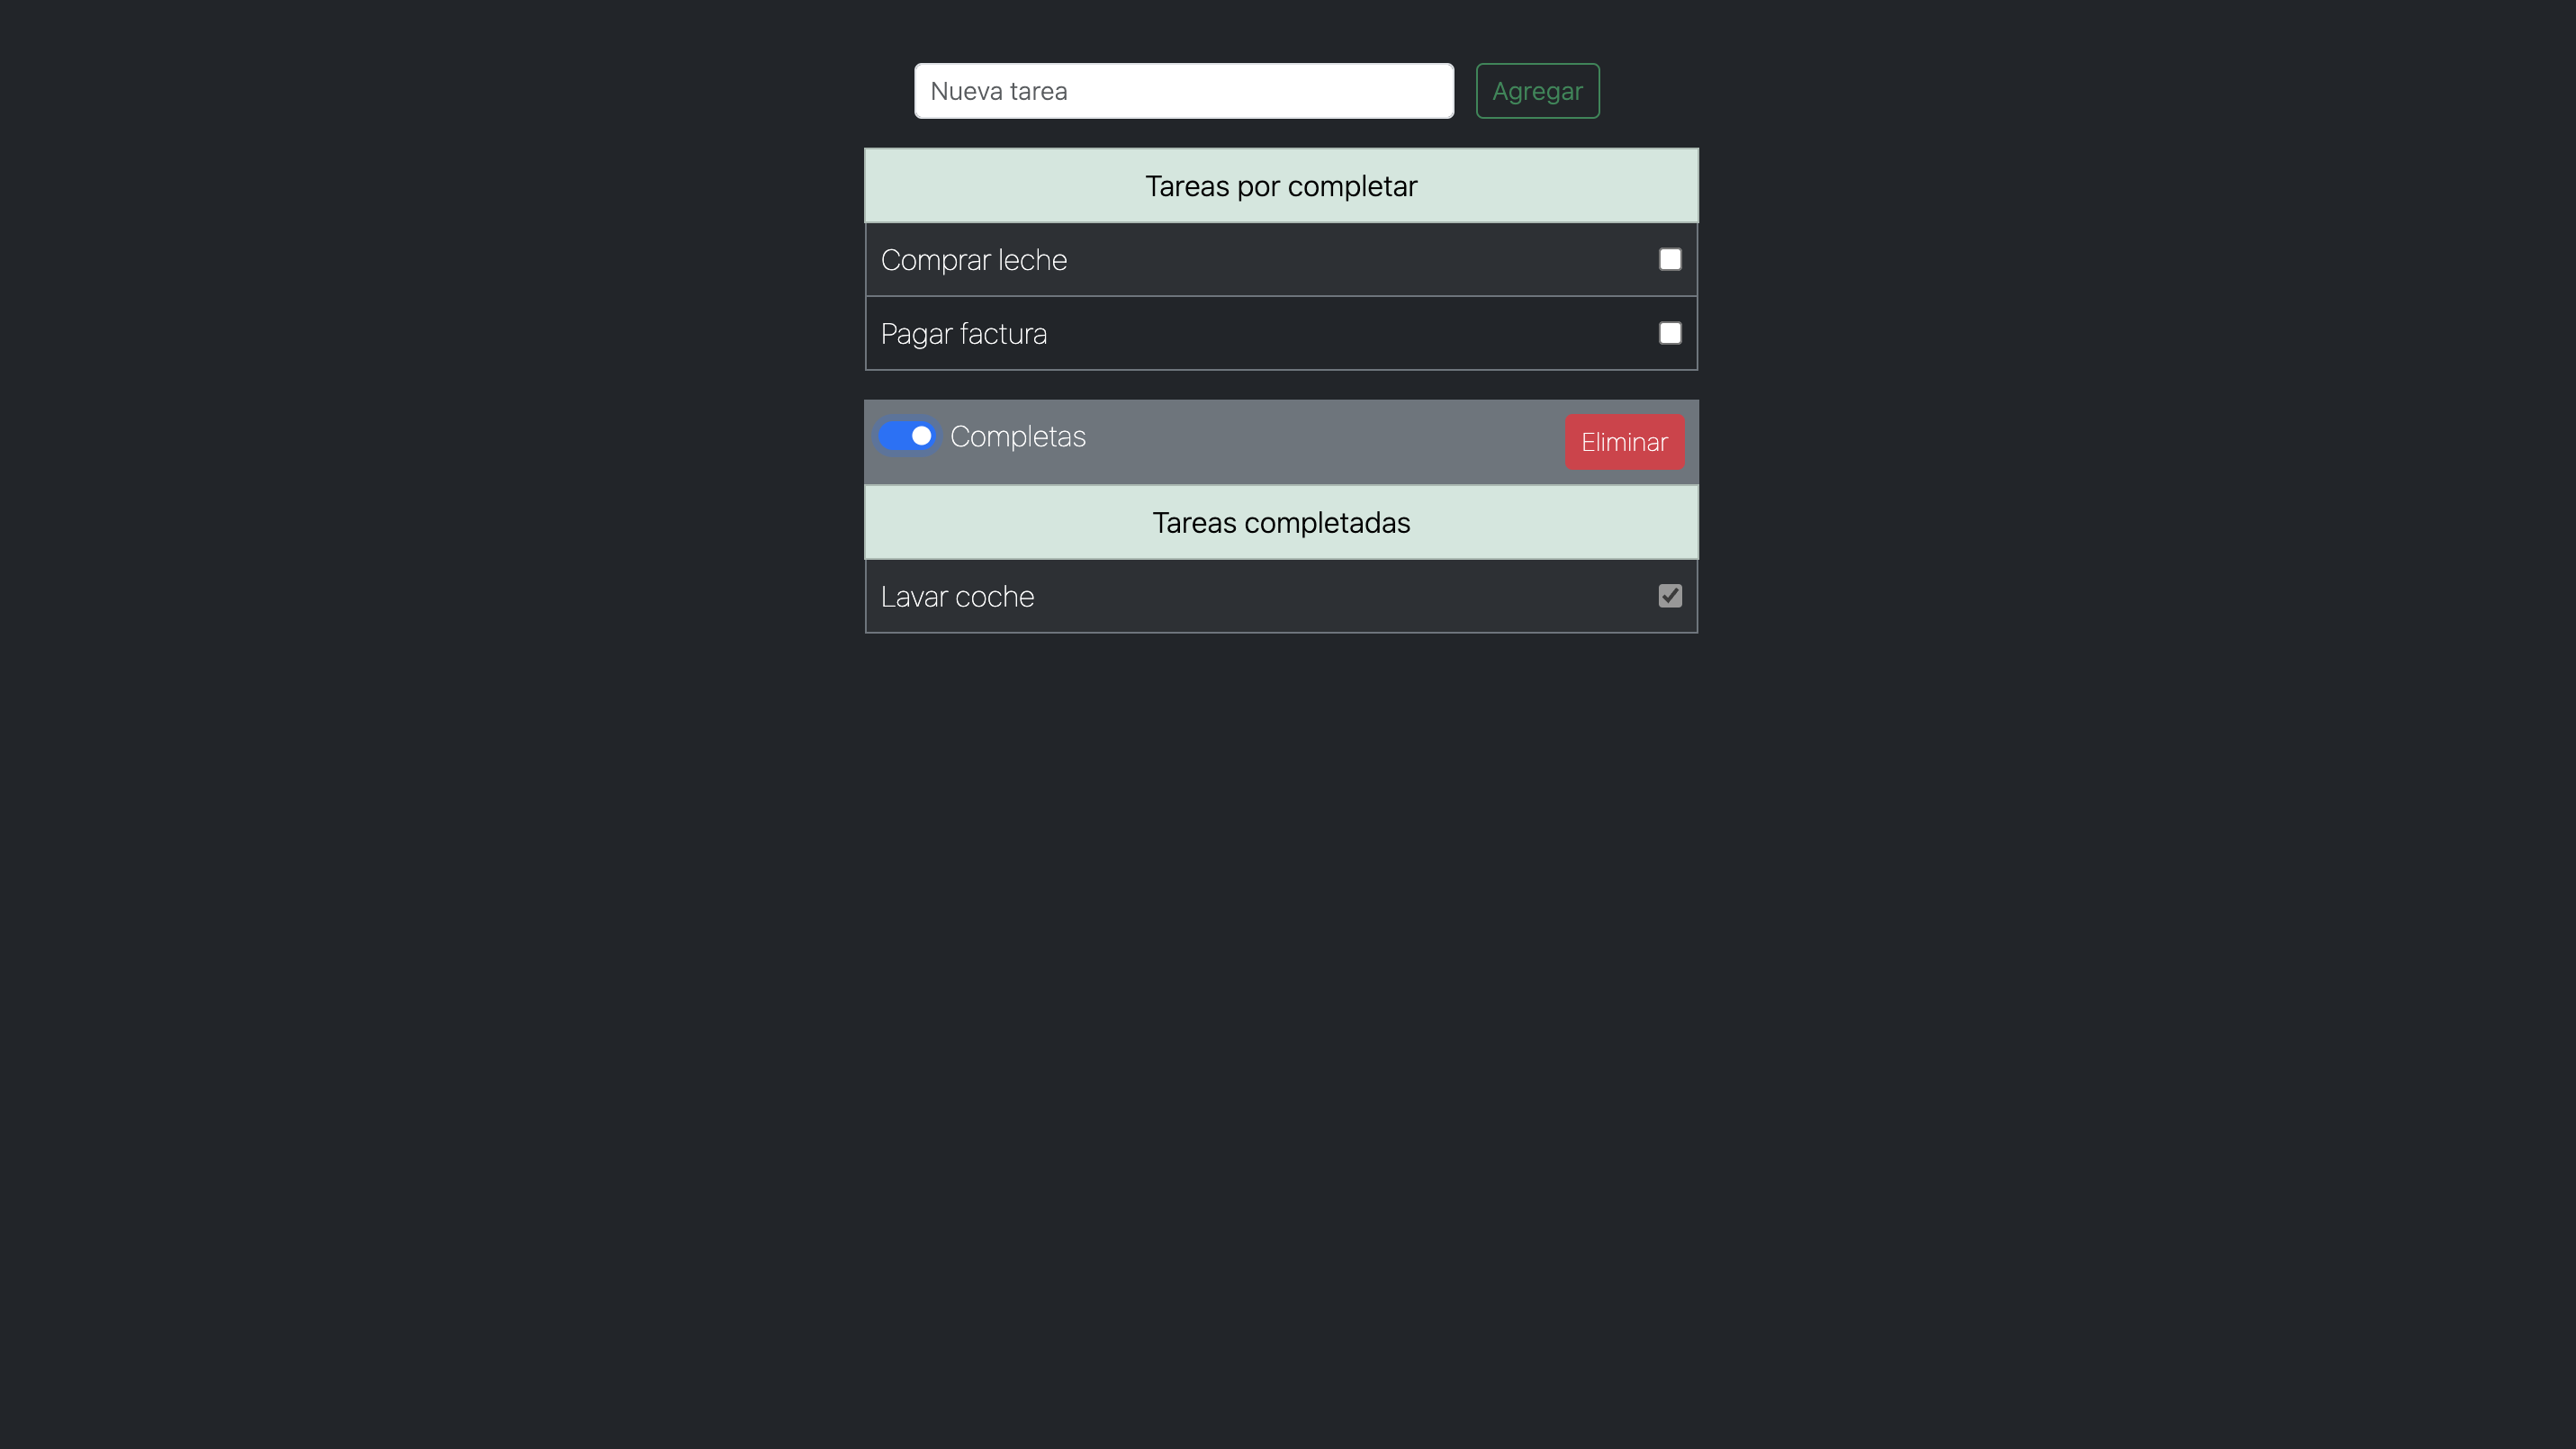 Nueva tarea
Agregar
Tareas por completar
Comprar leche
Pagar factura
Completas
Eliminar
Tareas completadas
Lavar coche